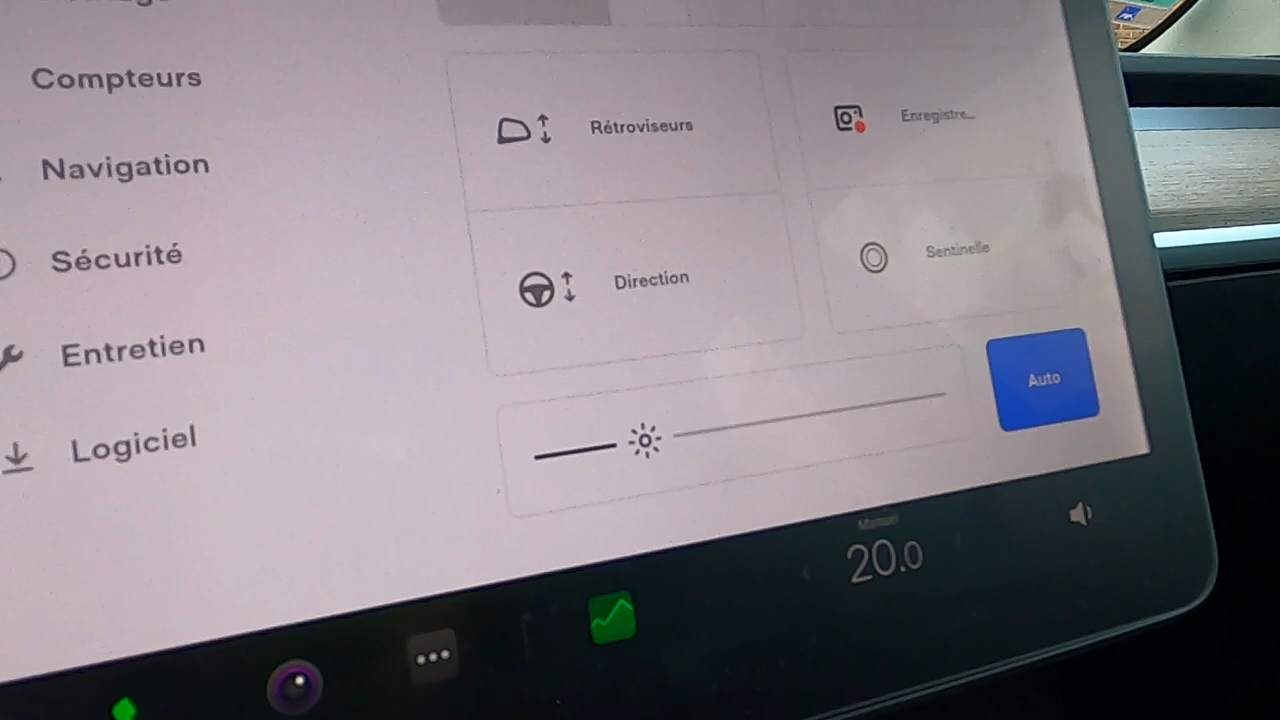 Compteurs
Navigation
Sécurité
Entretien
Logiciel
Rétroviseurs
Enregistre...
Direction
Sentinelle
Auto
Manuel
20.0